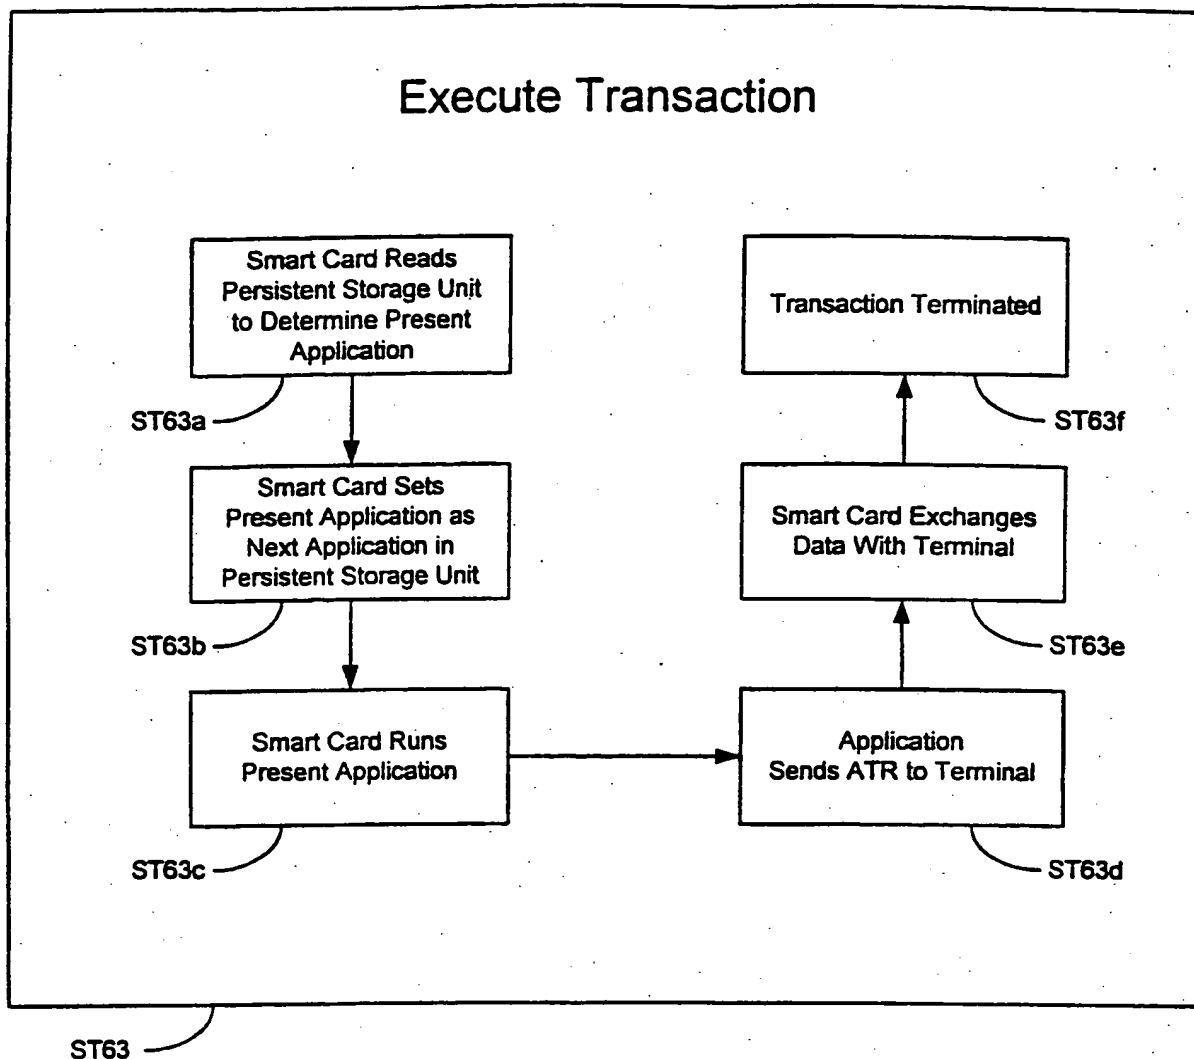 Execute Transaction
Smart Card Reads
Persistent Storage Unit
to Determine Present
Application
ST63a
Smart Card Sets
Present Application as
Next Application in
Persistent Storage Unit
ST63b
Smart Card Runs
Present Application
ST63c
Application
Sends ATR to Terminal
ST63d
Smart Card Exchanges
Data With Terminal
ST63e
Transaction Terminated
ST63f
ST63